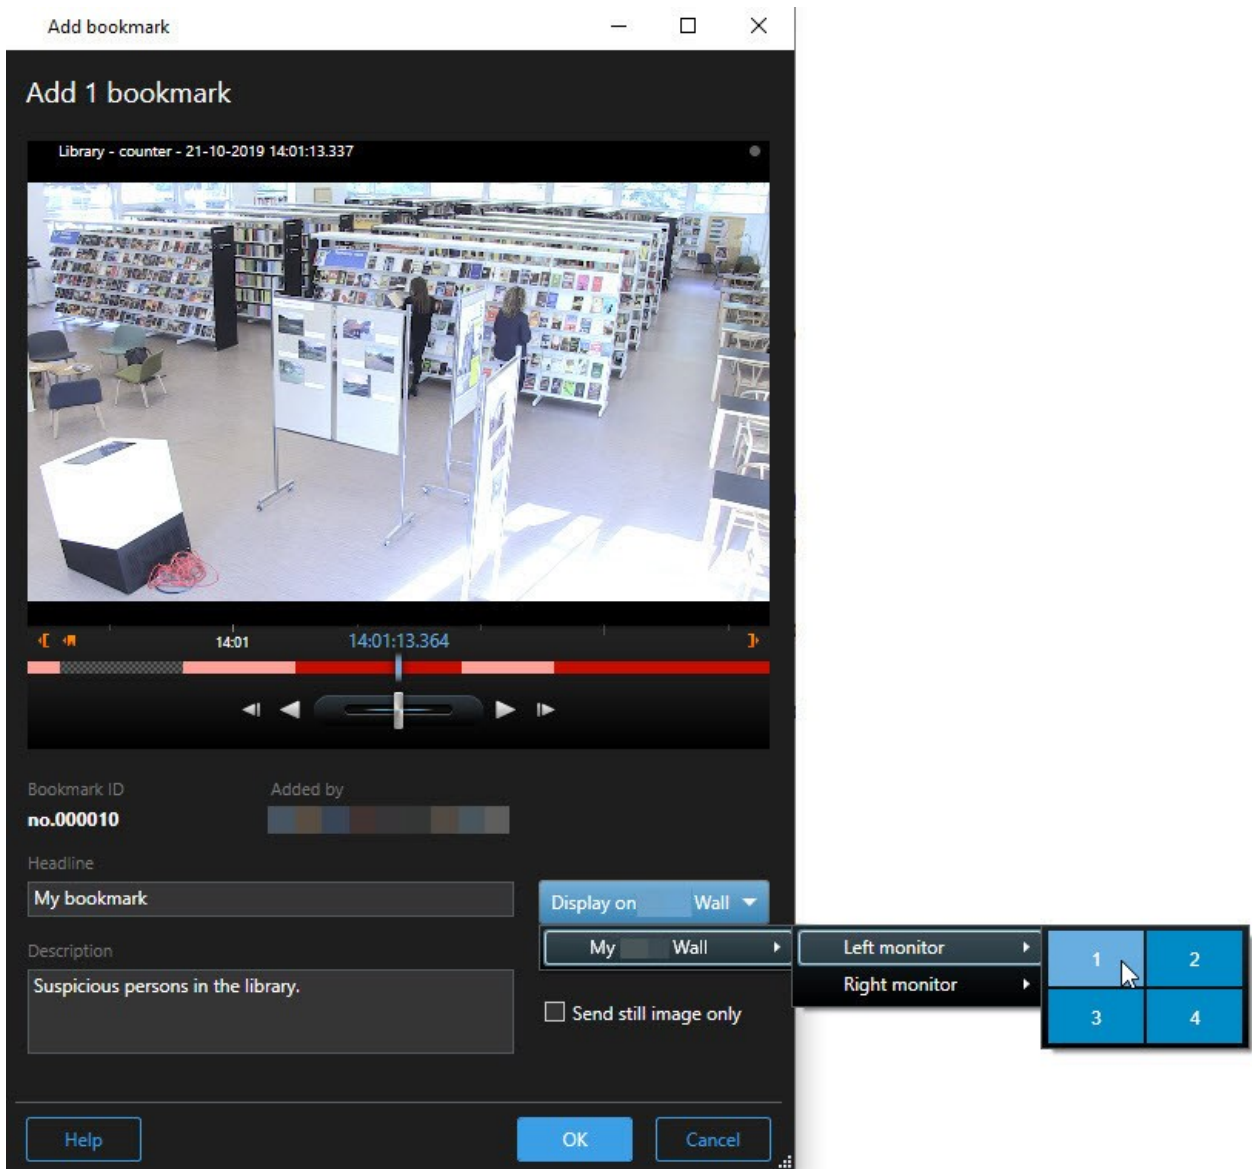 Add bookmark
Add 1 bookmark
Library - counter - 21-10-2019 14:01:13.337
14:01
14:01:13.364
Bookmark ID
Added by
no.000010
Headline
My bookmark
Display on Wall
My Wall
Left monitor
1
2
Description
Right monitor
Suspicious persons in the library.
Send still image only
3
4
Help
OK
Cancel